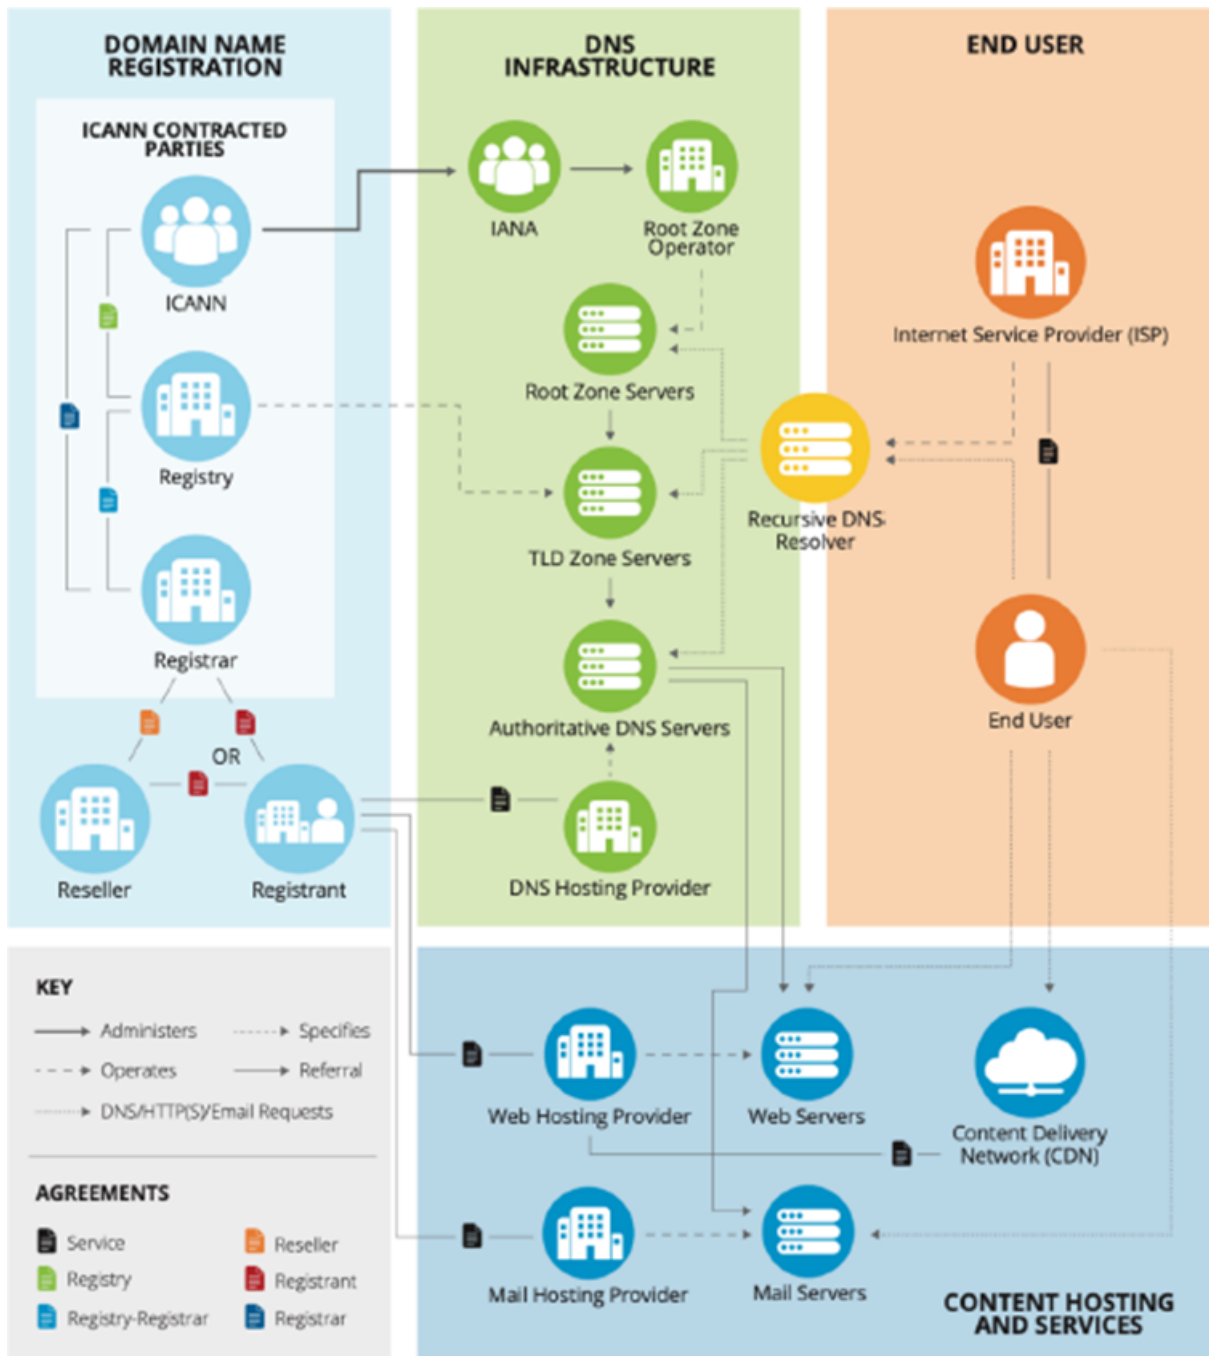 DOMAIN NAME
REGISTRATION
ICANN CONTRACTED
PARTIES
ICANN
Registry
Registrar
OR
Reseller
Registrant
DNS
INFRASTRUCTURE
IANA
Root Zone
Operator
Root Zone Servers
TLD Zone Servers
Authoritative DNS Servers
DNS Hosting Provider
Recursive DNS
Resolver
END USER
Internet Service Provider (ISP)
End User
KEY
Administers
Specifies
Operates
Referral
DNS/HTTP(S)/Email Requests
AGREEMENTS
Service
Reseller
Registry
Registrant
Registry-Registrar
Registrar
Web Hosting Provider
Web Servers
Content Delivery
Network (CDN)
Mail Hosting Provider
Mail Servers
CONTENT HOSTING
AND SERVICES